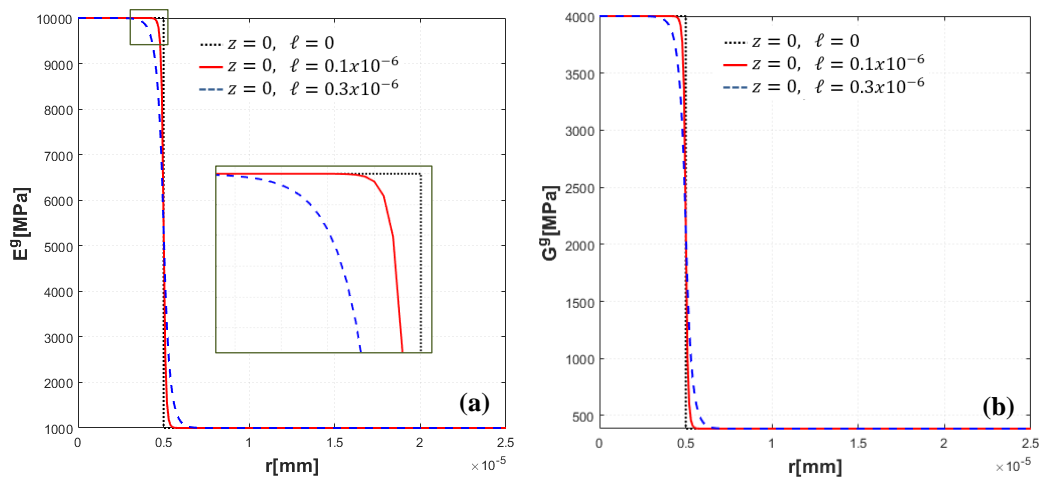 10000
9000
8000
7000
6000
5000
4000
3000
2000
1000
E^g[MPa]
z = 0, ℓ = 0
z = 0, ℓ = 0.1x10⁻⁶
z = 0, ℓ = 0.3x10⁻⁶
(a)
0 0.5 1 1.5 2 2.5
r[mm]
×10⁻⁵
4000
3500
3000
2500
2000
1500
1000
500
G^g[MPa]
z = 0, ℓ = 0
z = 0, ℓ = 0.1x10⁻⁶
z = 0, ℓ = 0.3x10⁻⁶
(b)
0 0.5 1 1.5 2 2.5
r[mm]
×10⁻⁵